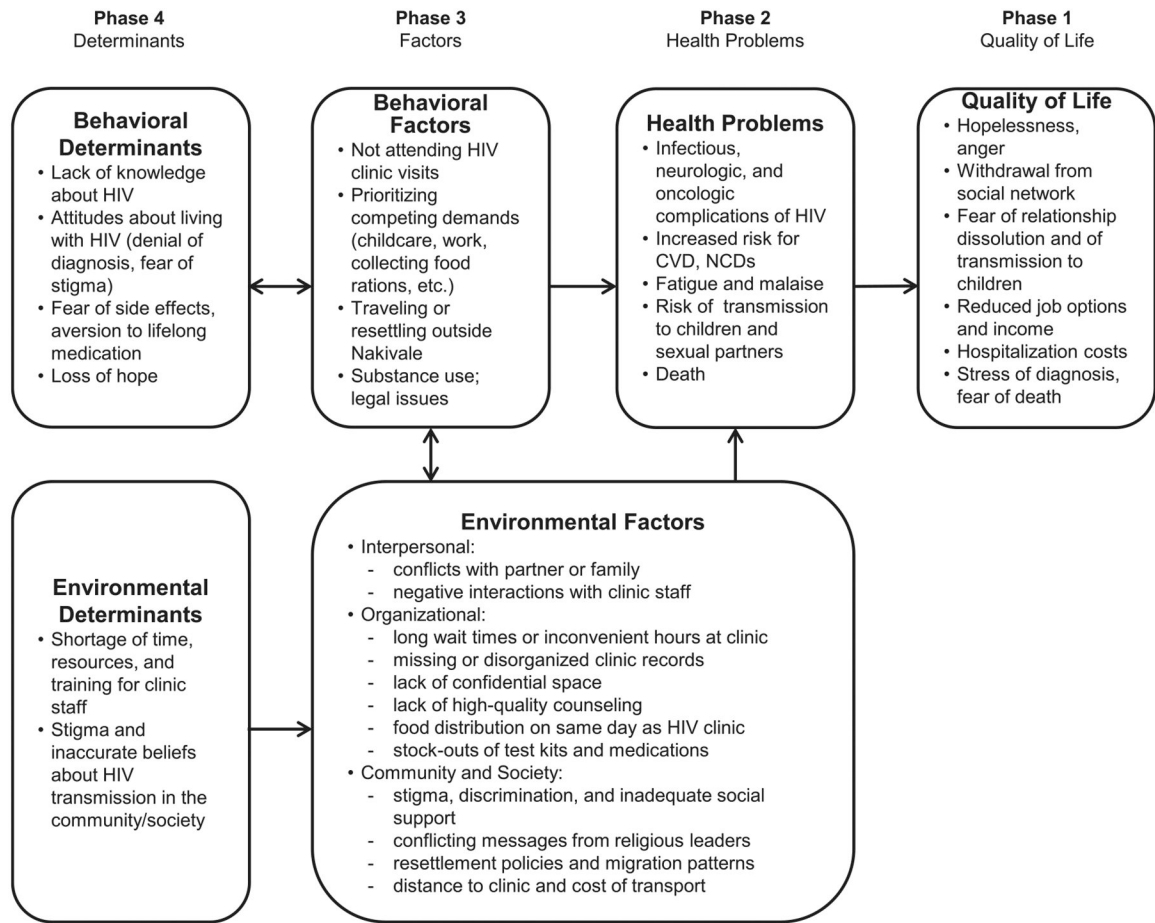 Phase 4
Determinants
Phase 3
Factors
Phase 2
Health Problems
Phase 1
Quality of Life
Behavioral
Determinants
• Lack of knowledge
about HIV
• Attitudes about living
with HIV (denial of
diagnosis, fear of
stigma)
• Fear of side effects,
aversion to lifelong
medication
• Loss of hope
Behavioral
Factors
• Not attending HIV
clinic visits
• Prioritizing
competing demands
(childcare, work,
collecting food
rations, etc.)
• Traveling or
resettling outside
Nakivale
• Substance use;
legal issues
Health Problems
• Infectious,
neurologic, and
oncologic
complications of HIV
• Increased risk for
CVD, NCDs
• Fatigue and malaise
• Risk of transmission
to children and
sexual partners
• Death
Quality of Life
• Hopelessness,
anger
• Withdrawal from
social network
• Fear of relationship
dissolution and of
transmission to
children
• Reduced job options
and income
• Hospitalization costs
• Stress of diagnosis,
fear of death
Environmental
Determinants
• Shortage of time,
resources, and
training for clinic
staff
• Stigma and
inaccurate beliefs
about HIV
transmission in the
community/society
Environmental Factors
• Interpersonal:
- conflicts with partner or family
- negative interactions with clinic staff
• Organizational:
- long wait times or inconvenient hours at clinic
- missing or disorganized clinic records
- lack of confidential space
- lack of high-quality counseling
- food distribution on same day as HIV clinic
- stock-outs of test kits and medications
• Community and Society:
- stigma, discrimination, and inadequate social
support
- conflicting messages from religious leaders
- resettlement policies and migration patterns
- distance to clinic and cost of transport